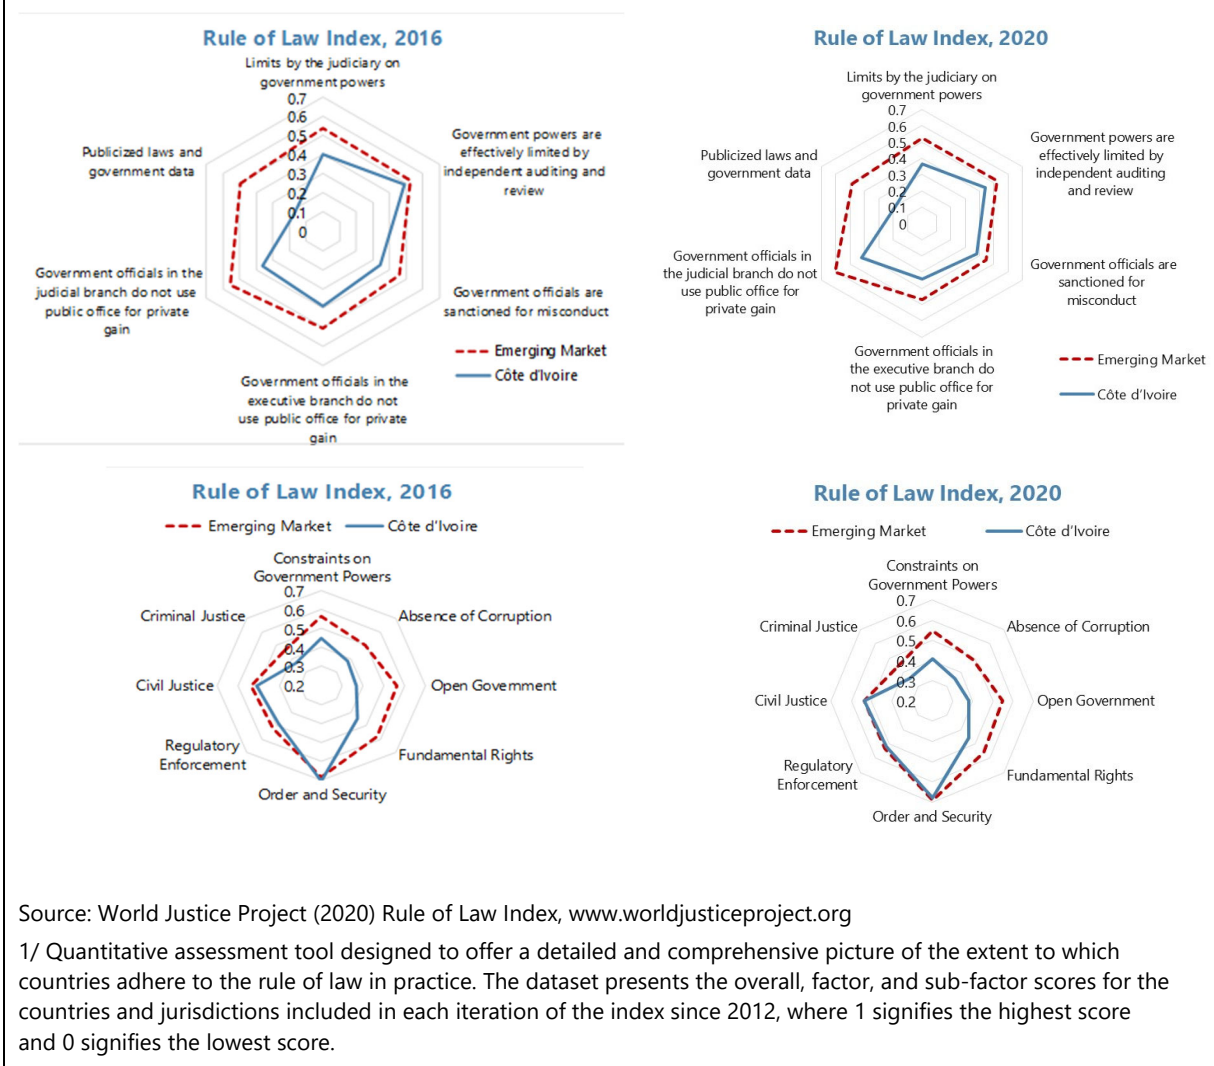 Rule of Law Index, 2016
Limits by the judiciary on
government powers
0.7
0.6
0.5
0.4
0.3
0.2
0.1
0
Government powers are
effectively limited by
independent auditing and
review
Publicized laws and
government data
Government officials in the
judicial branch do not use
public office for private
gain
Government officials are
sanctioned for misconduct
Emerging Market
Côte d'Ivoire
Government officials in the
executive branch do not
use public office for private
gain
Rule of Law Index, 2020
Limits by the judiciary on
government powers
0.7
0.6
0.5
0.4
0.3
0.2
0.1
0
Government powers are
effectively limited by
independent auditing
and review
Publicized laws and
government data
Government officials in
the judicial branch do not
use public office for
private gain
Government officials are
sanctioned for
misconduct
Government officials in
the executive branch do
not use public office for
private gain
Emerging Market
Côte d'Ivoire
Rule of Law Index, 2016
Emerging Market Côte d'Ivoire
Constraints on
Government Powers
0.7
0.6
0.5
0.4
0.3
0.2
Criminal Justice
Absence of Corruption
Civil Justice
Open Government
Regulatory
Enforcement
Fundamental Rights
Order and Security
Rule of Law Index, 2020
Emerging Market Côte d'Ivoire
Constraints on
Government Powers
0.7
0.6
0.5
0.4
0.3
0.2
Criminal Justice
Absence of Corruption
Civil Justice
Open Government
Regulatory
Enforcement
Fundamental Rights
Order and Security
Source: World Justice Project (2020) Rule of Law Index, www.worldjusticeproject.org
1/ Quantitative assessment tool designed to offer a detailed and comprehensive picture of the extent to which
countries adhere to the rule of law in practice. The dataset presents the overall, factor, and sub-factor scores for the
countries and jurisdictions included in each iteration of the index since 2012, where 1 signifies the highest score
and 0 signifies the lowest score.